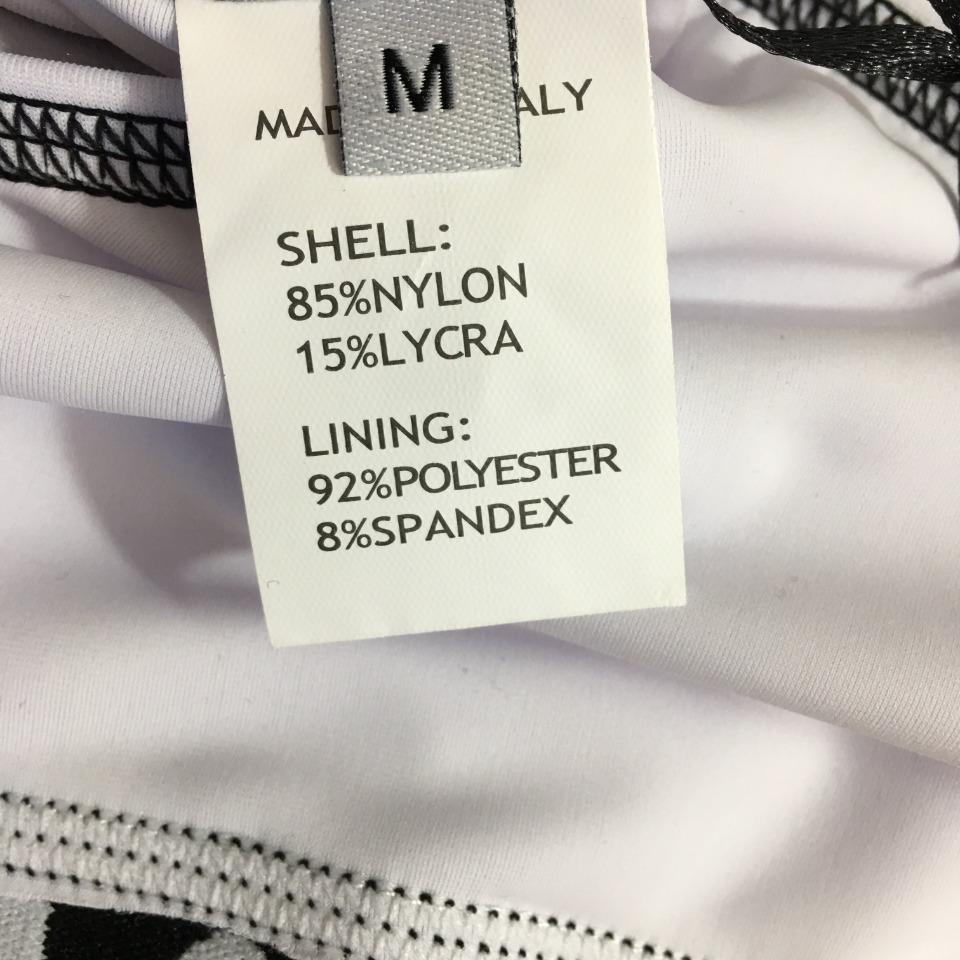 M
MAD ALY
SHELL:
85%NYLON
15%LYCRA
LINING:
92%POLYESTER
8%SPANDEX